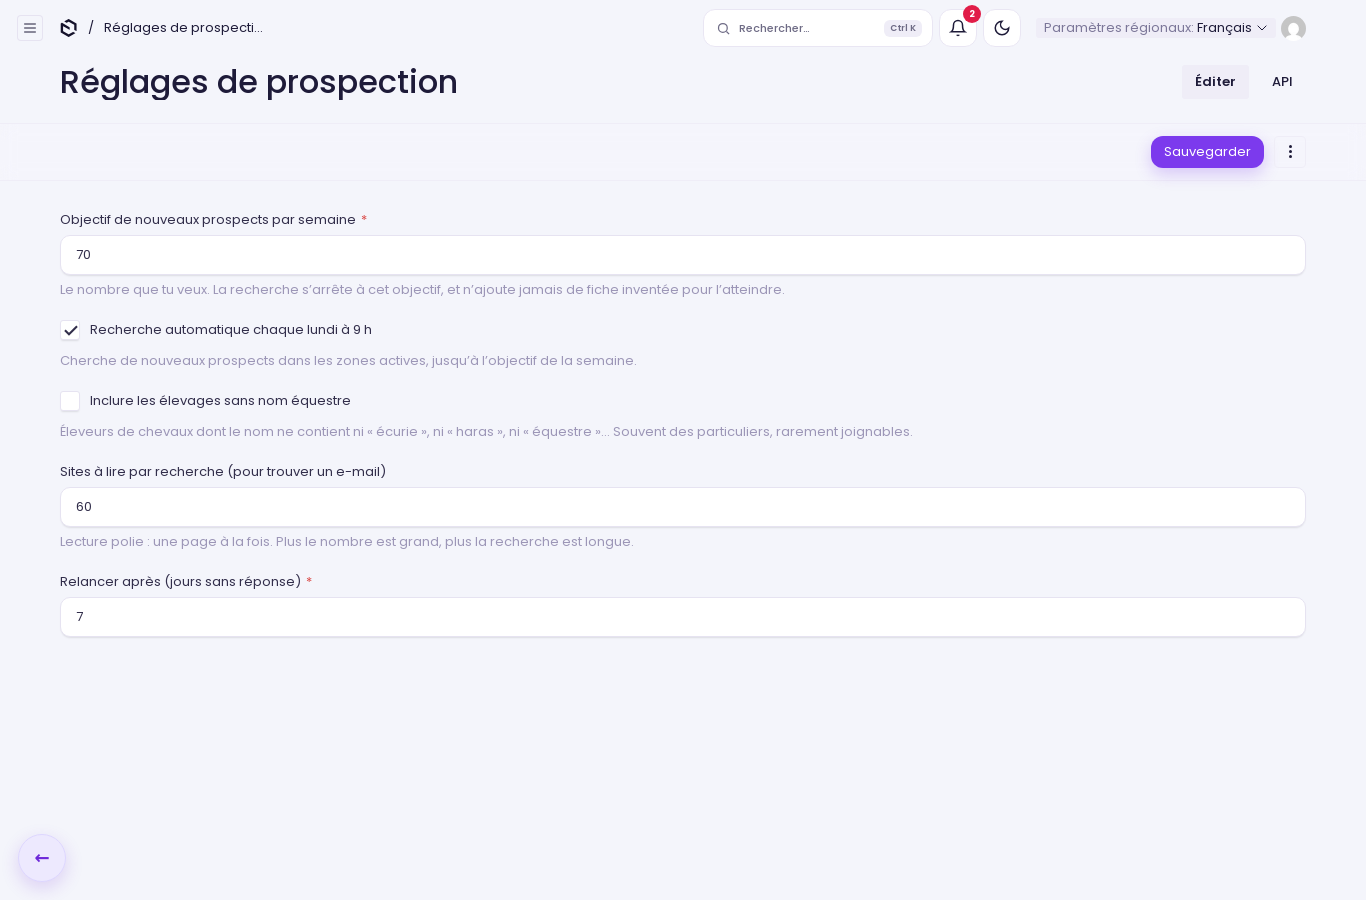 / Réglages de prospecti...
Rechercher... Ctrl K
2
Paramètres régionaux: Français
Réglages de prospection
Éditer
API
Sauvegarder
Objectif de nouveaux prospects par semaine *
70
Le nombre que tu veux. La recherche s’arrête à cet objectif, et n’ajoute jamais de fiche inventée pour l’atteindre.
Recherche automatique chaque lundi à 9 h
Cherche de nouveaux prospects dans les zones actives, jusqu’à l’objectif de la semaine.
Inclure les élevages sans nom équestre
Éleveurs de chevaux dont le nom ne contient ni « écurie », ni « haras », ni « équestre »... Souvent des particuliers, rarement joignables.
Sites à lire par recherche (pour trouver un e-mail)
60
Lecture polie : une page à la fois. Plus le nombre est grand, plus la recherche est longue.
Relancer après (jours sans réponse) *
7